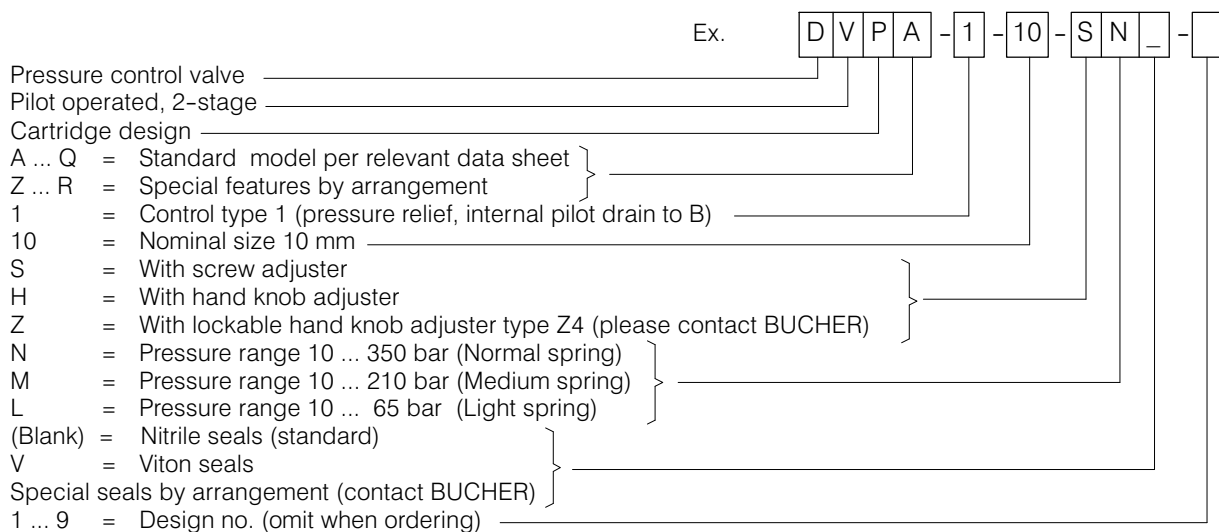 Ex. D V P A - 1 - 10 - S N _ -
Pressure control valve
Pilot operated, 2-stage
Cartridge design
A ... Q = Standard model per relevant data sheet
Z ... R = Special features by arrangement
1 = Control type 1 (pressure relief, internal pilot drain to B)
10 = Nominal size 10 mm
S = With screw adjuster
H = With hand knob adjuster
Z = With lockable hand knob adjuster type Z4 (please contact BUCHER)
N = Pressure range 10 ... 350 bar (Normal spring)
M = Pressure range 10 ... 210 bar (Medium spring)
L = Pressure range 10 ... 65 bar (Light spring)
(Blank) = Nitrile seals (standard)
V = Viton seals
Special seals by arrangement (contact BUCHER)
1 ... 9 = Design no. (omit when ordering)